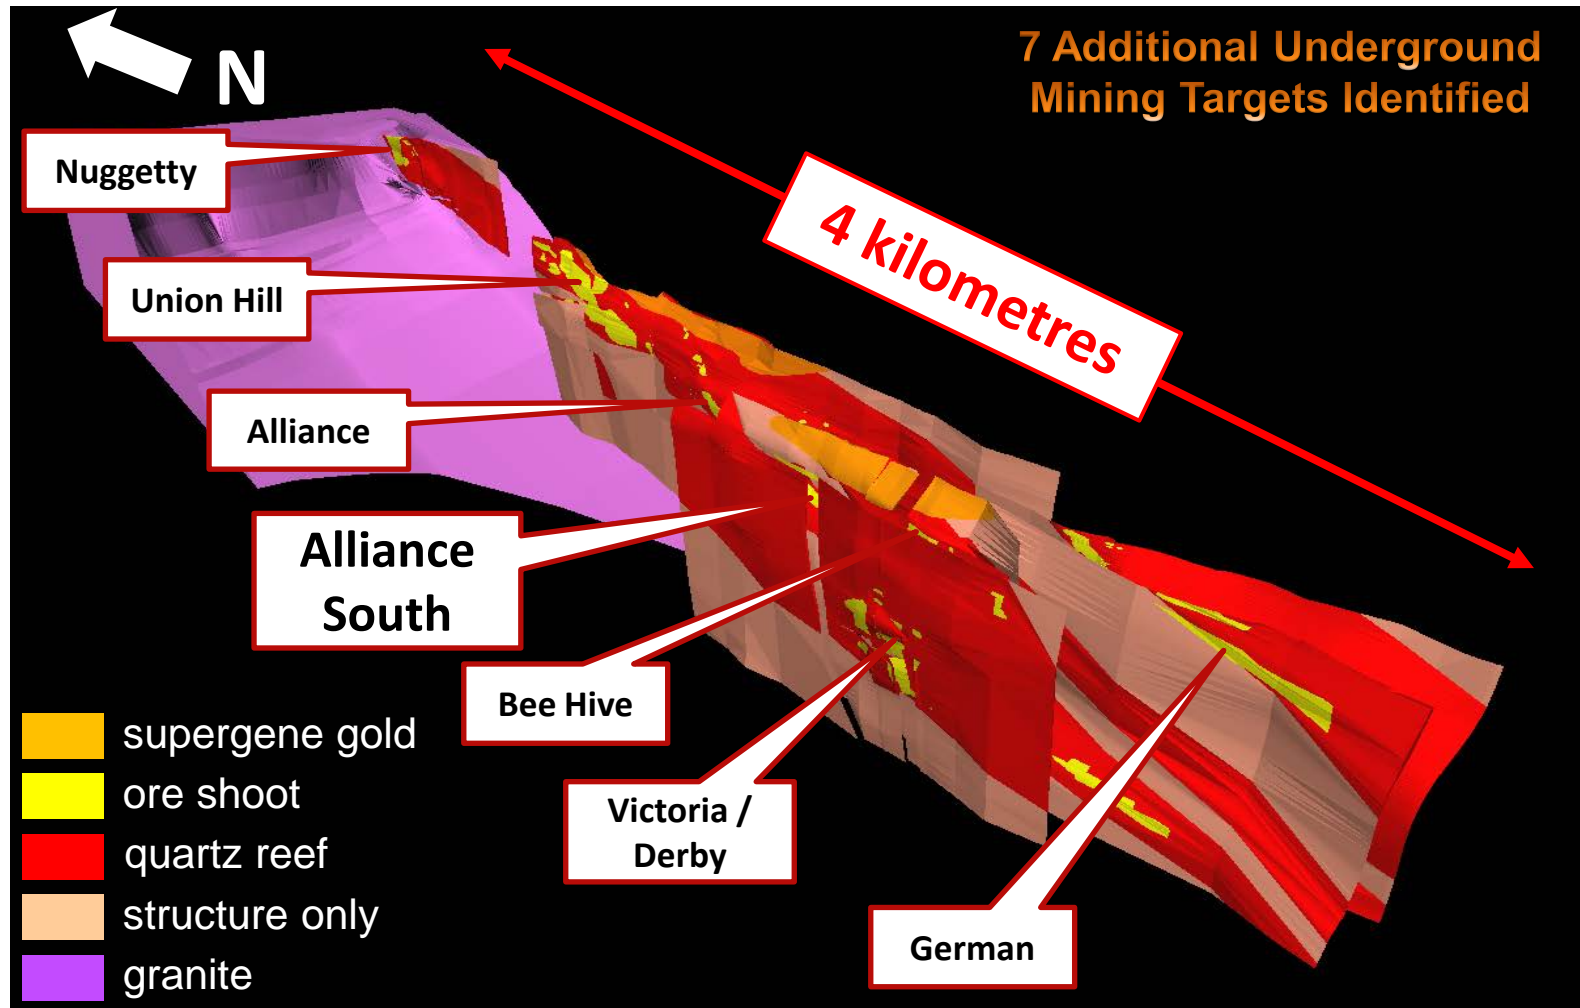 N
7 Additional Underground
Mining Targets Identified
4 kilometres
Nuggetty
Union Hill
Alliance
Alliance
South
Bee Hive
Victoria /
Derby
German
supergene gold
ore shoot
quartz reef
structure only
granite